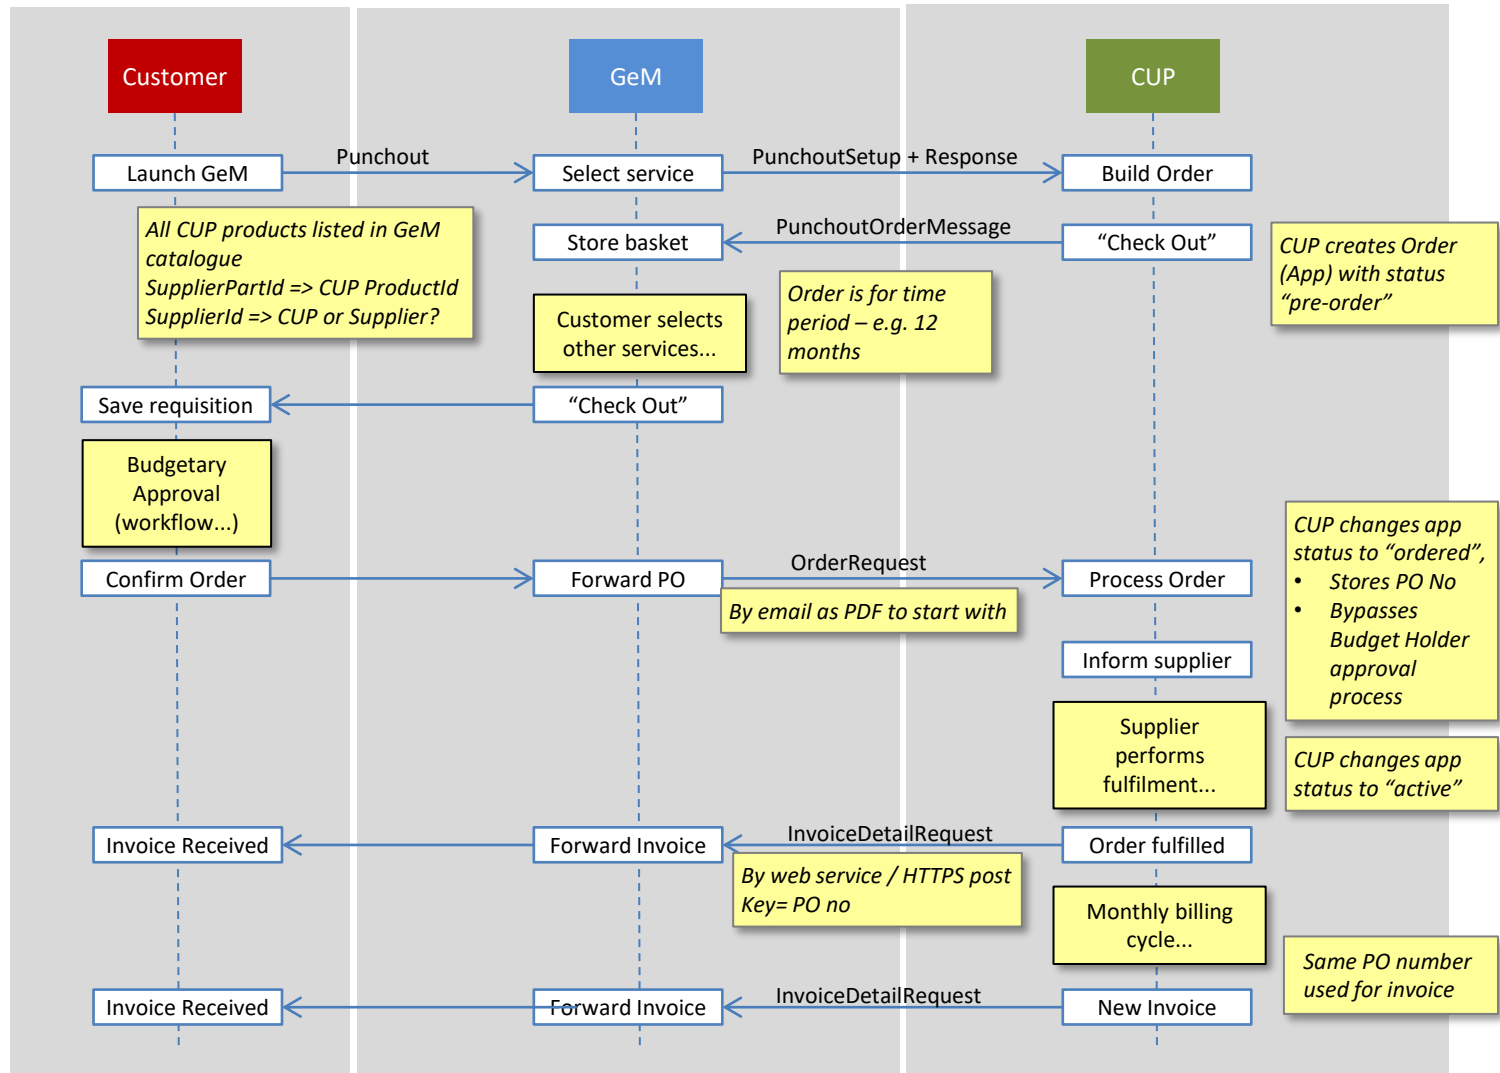 Customer
GeM
CUP
Punchout
PunchoutSetup + Response
Launch GeM
Select service
Build Order
All CUP products listed in GeM
catalogue
SupplierPartId => CUP ProductId
SupplierId => CUP or Supplier?
PunchoutOrderMessage
Store basket
“Check Out”
CUP creates Order
(App) with status
“pre-order”
Order is for time
period – e.g. 12
months
Customer selects
other services...
Save requisition
“Check Out”
Budgetary
Approval
(workflow...)
CUP changes app
status to “ordered”,
• Stores PO No
• Bypasses
Budget Holder
approval
process
OrderRequest
Confirm Order
Forward PO
Process Order
By email as PDF to start with
Inform supplier
Supplier
performs
fulfilment...
CUP changes app
status to “active”
InvoiceDetailRequest
Invoice Received
Forward Invoice
Order fulfilled
By web service / HTTPS post
Key= PO no
Monthly billing
cycle...
Same PO number
used for invoice
InvoiceDetailRequest
Invoice Received
Forward Invoice
New Invoice